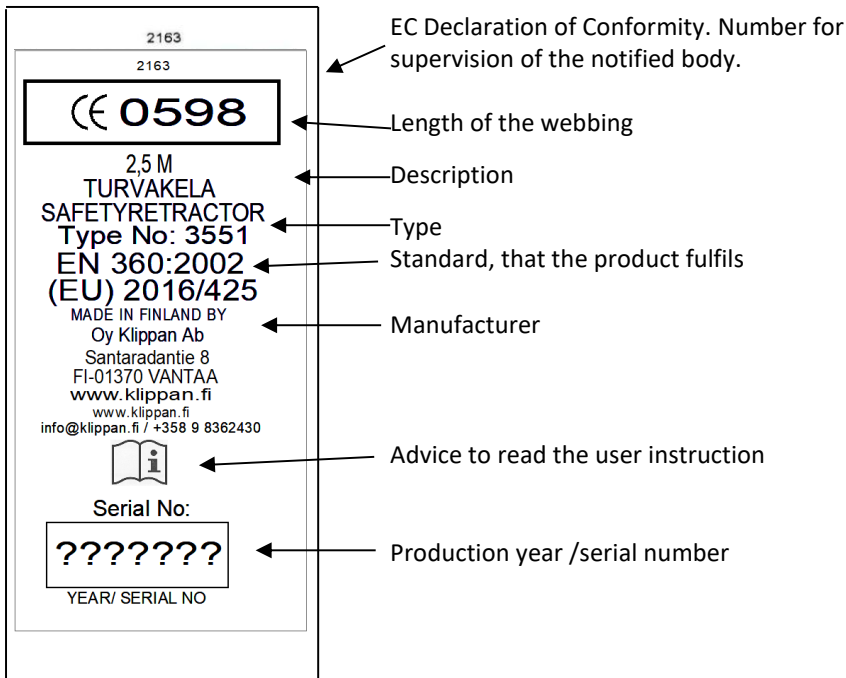 2163
2163
CE 0598
2,5 M
TURVAKELA
SAFETYRETRACTOR
Type No: 3551
EN 360:2002
(EU) 2016/425
MADE IN FINLAND BY
Oy Klippan Ab
Santaradantie 8
FI-01370 VANTAA
www.klippan.fi
www.klippan.fi
info@klippan.fi / +358 9 8362430
i
Serial No:
???????
YEAR/ SERIAL NO
EC Declaration of Conformity. Number for
supervision of the notified body.
Length of the webbing
Description
Type
Standard, that the product fulfils
Manufacturer
Advice to read the user instruction
Production year /serial number